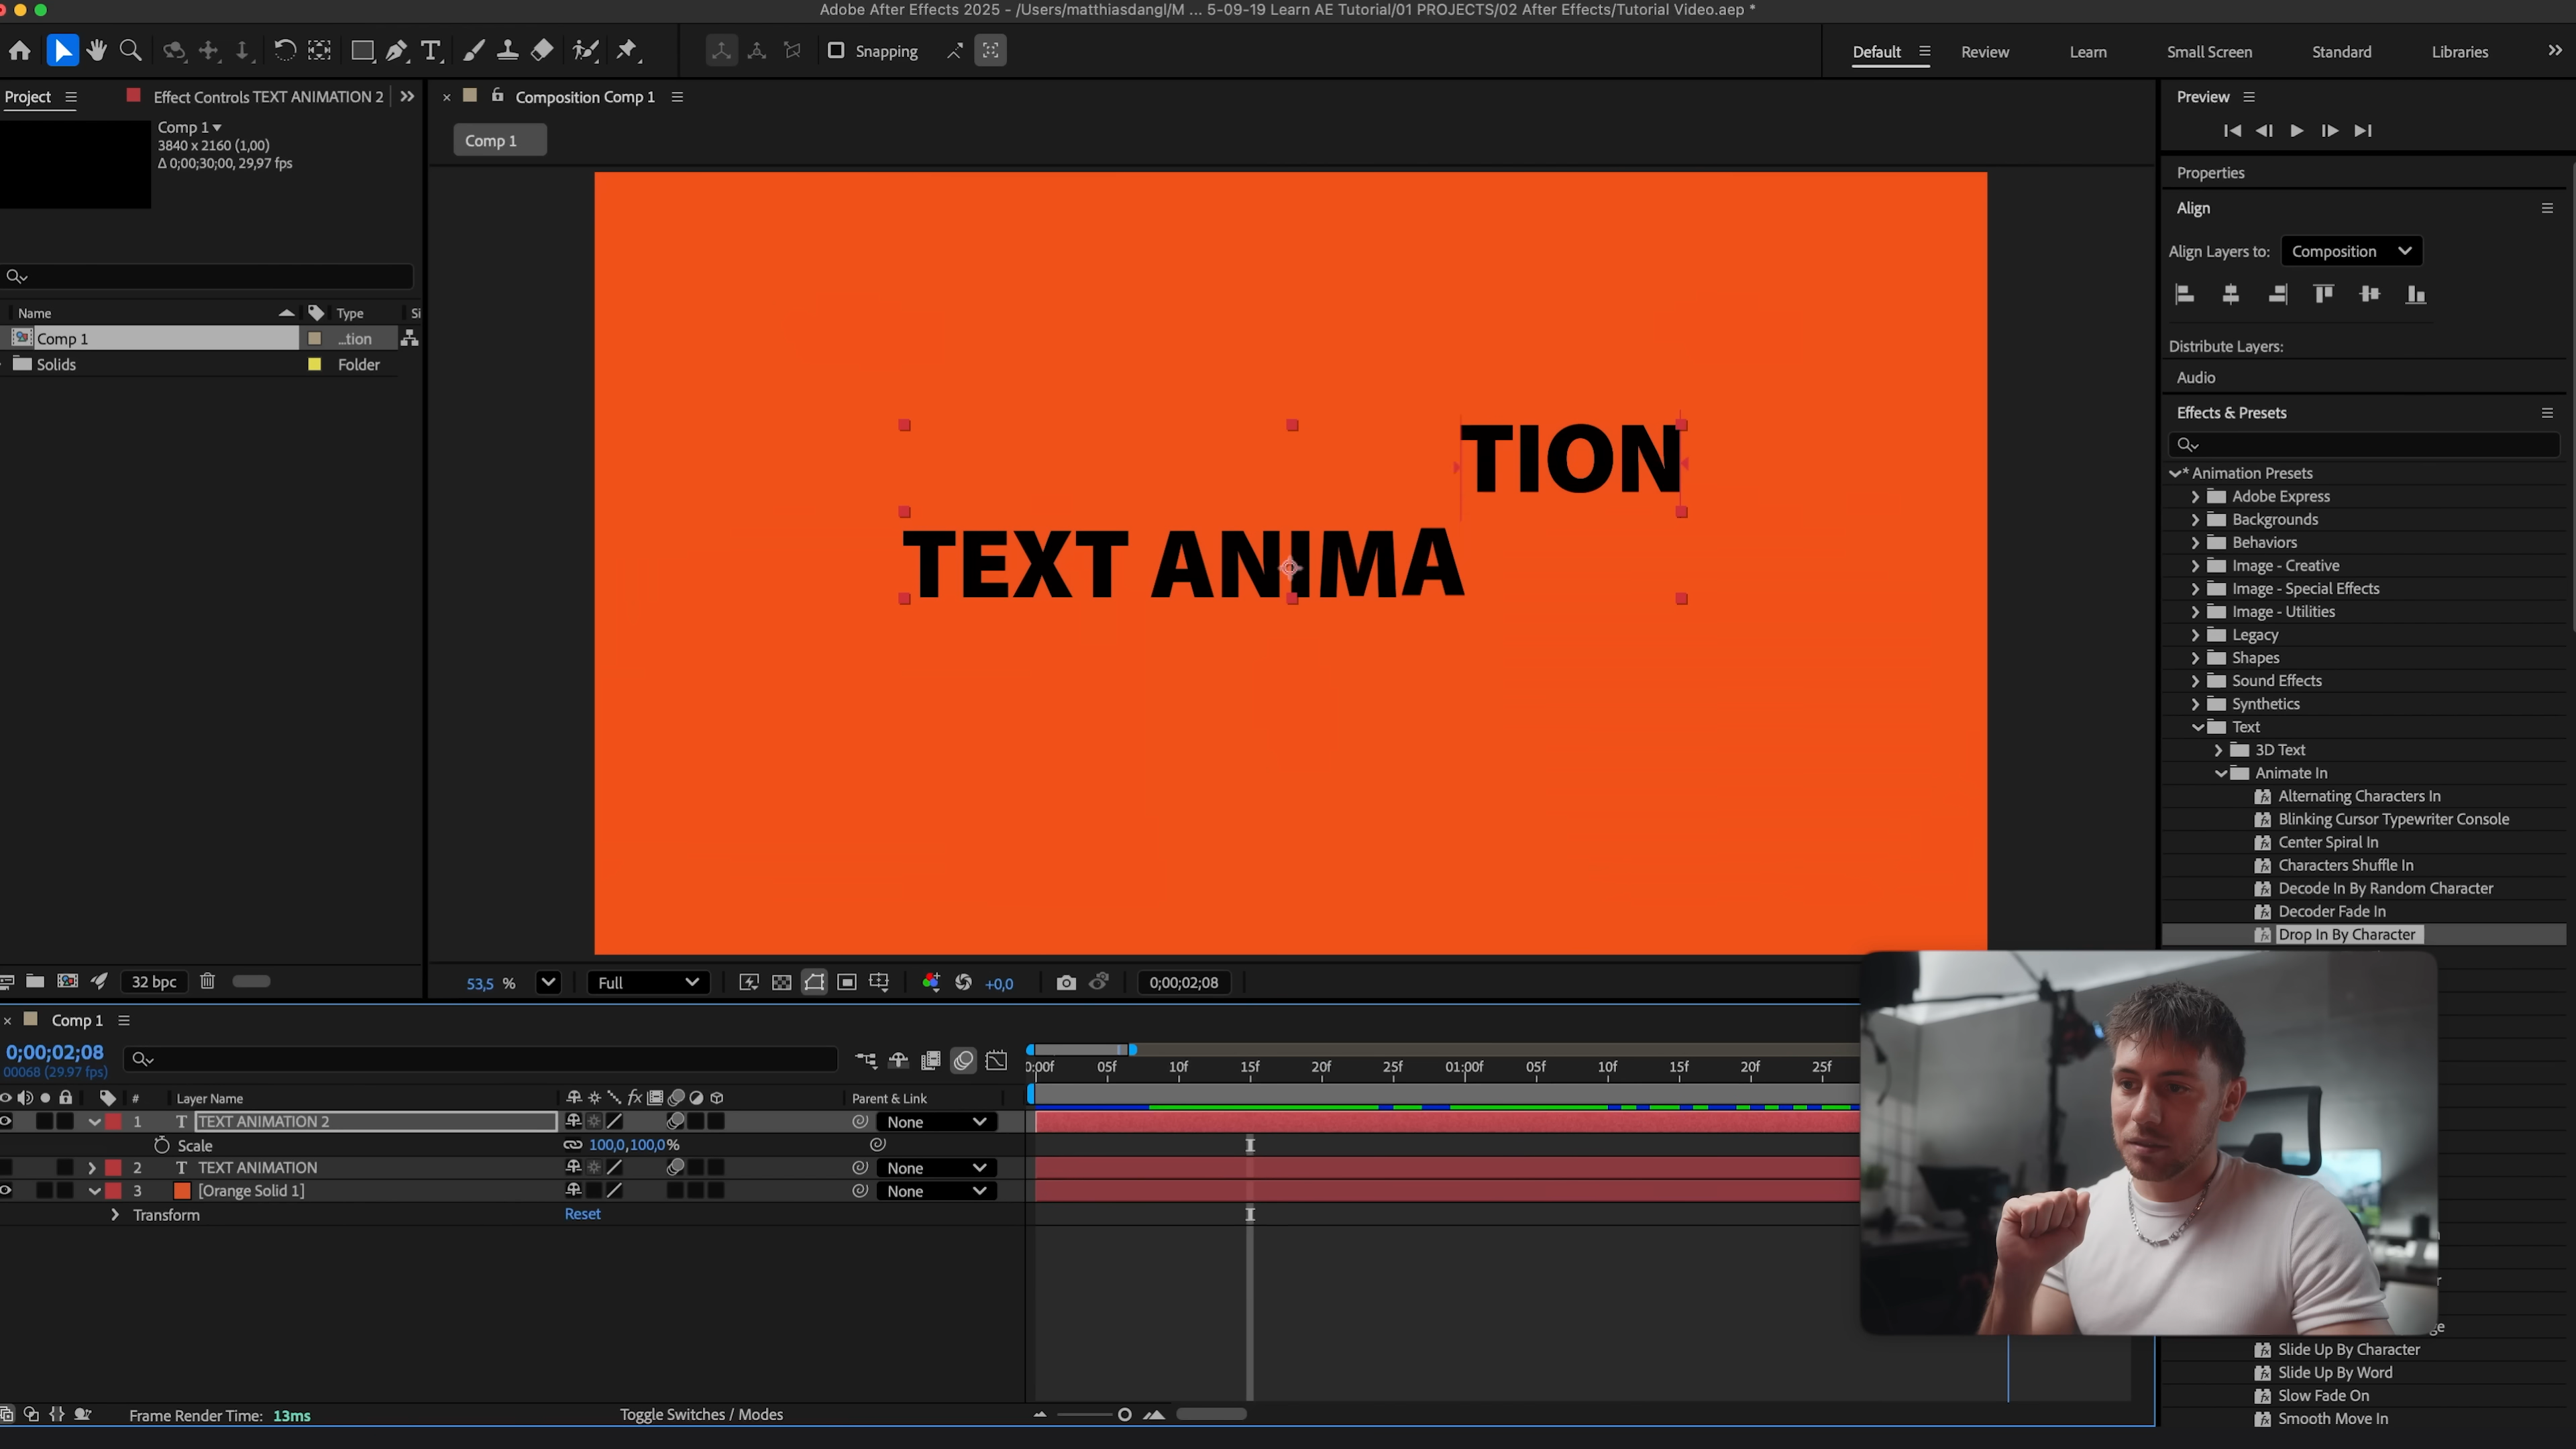 Adobe After Effects 2025 - /Users/matthiasdangl/M ... 5-09-19 Learn AE Tutorial/01 PROJECTS/02 After Effects/Tutorial Video.aep *
Snapping
Default
Review
Learn
Small Screen
Standard
Libraries
Project
Effect Controls TEXT ANIMATION 2
Composition Comp 1
Preview
Comp 1
3840 x 2160 (1,00)
Δ 0;00;30;00, 29,97 fps
Comp 1
Properties
Align
Align Layers to:
Composition
Distribute Layers:
Audio
Effects & Presets
Name
Type
Si
Comp 1
...tion
Solids
Folder
TION
TEXT ANIMA
* Animation Presets
Adobe Express
Backgrounds
Behaviors
Image - Creative
Image - Special Effects
Image - Utilities
Legacy
Shapes
Sound Effects
Synthetics
Text
3D Text
Animate In
Alternating Characters In
Blinking Cursor Typewriter Console
Center Spiral In
Characters Shuffle In
Decode In By Random Character
Decoder Fade In
Drop In By Character
32 bpc
53,5 %
Full
+0,0
0;00;02;08
Comp 1
0;00;02;08
00068 (29.97 fps)
0:00f 05f 10f 15f 20f 25f 01:00f 05f 10f 15f 20f 25f
# Layer Name
Parent & Link
1 T TEXT ANIMATION 2
None
Scale
100,0,100,0%
2 T TEXT ANIMATION
None
3 [Orange Solid 1]
None
Transform
Reset
Slide Up By Character
Slide Up By Word
Slow Fade On
Smooth Move In
Frame Render Time: 13ms
Toggle Switches / Modes